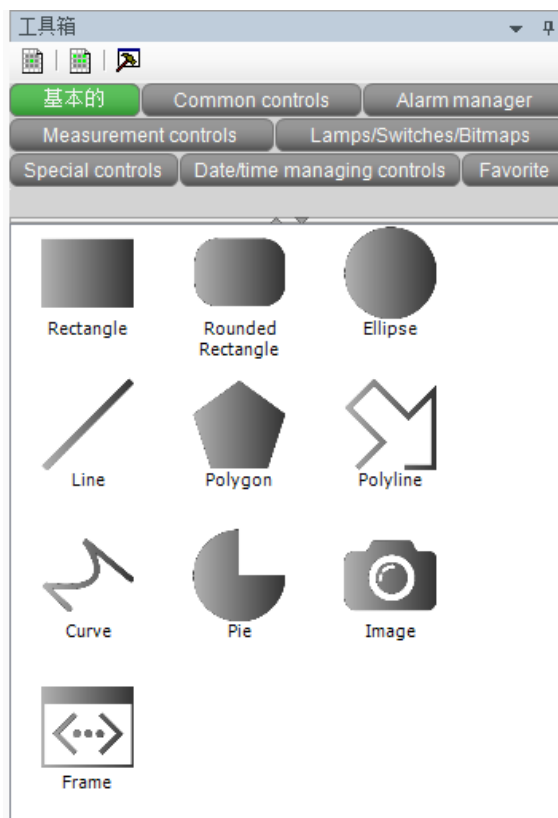 工具箱
基本的 Common controls Alarm manager
Measurement controls Lamps/Switches/Bitmaps
Special controls Date/time managing controls Favorite
Rectangle Rounded Rectangle Ellipse
Line Polygon Polyline
Curve Pie Image
Frame